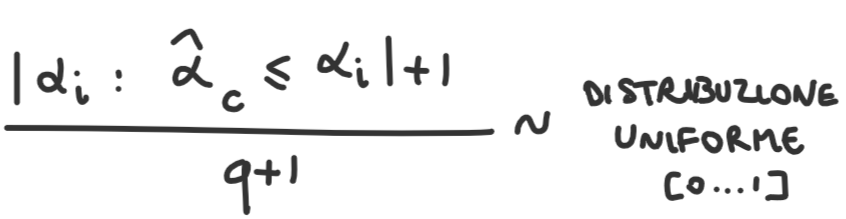 |αi : α̂c ≤ αi|+1
q+1
~ DISTRIBUZIONE
UNIFORME
[0...1]